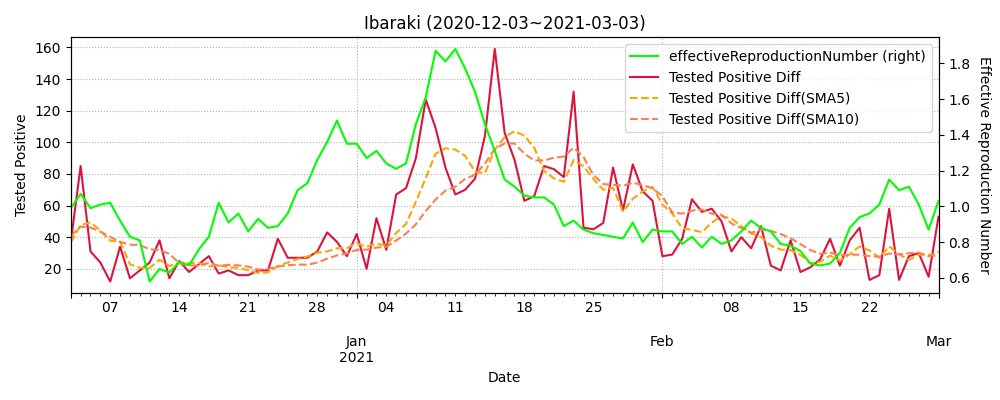 Ibaraki (2020-12-03~2021-03-03)
effectiveReproductionNumber (right)
Tested Positive Diff
Tested Positive Diff(SMA5)
Tested Positive Diff(SMA10)
Tested Positive
160
140
120
100
80
60
40
20
1.8
1.6
1.4
1.2
1.0
0.8
0.6
Effective Reproduction Number
07 14 21 28 04 11 18 25 08 15 22
Jan Feb Mar
2021
Date